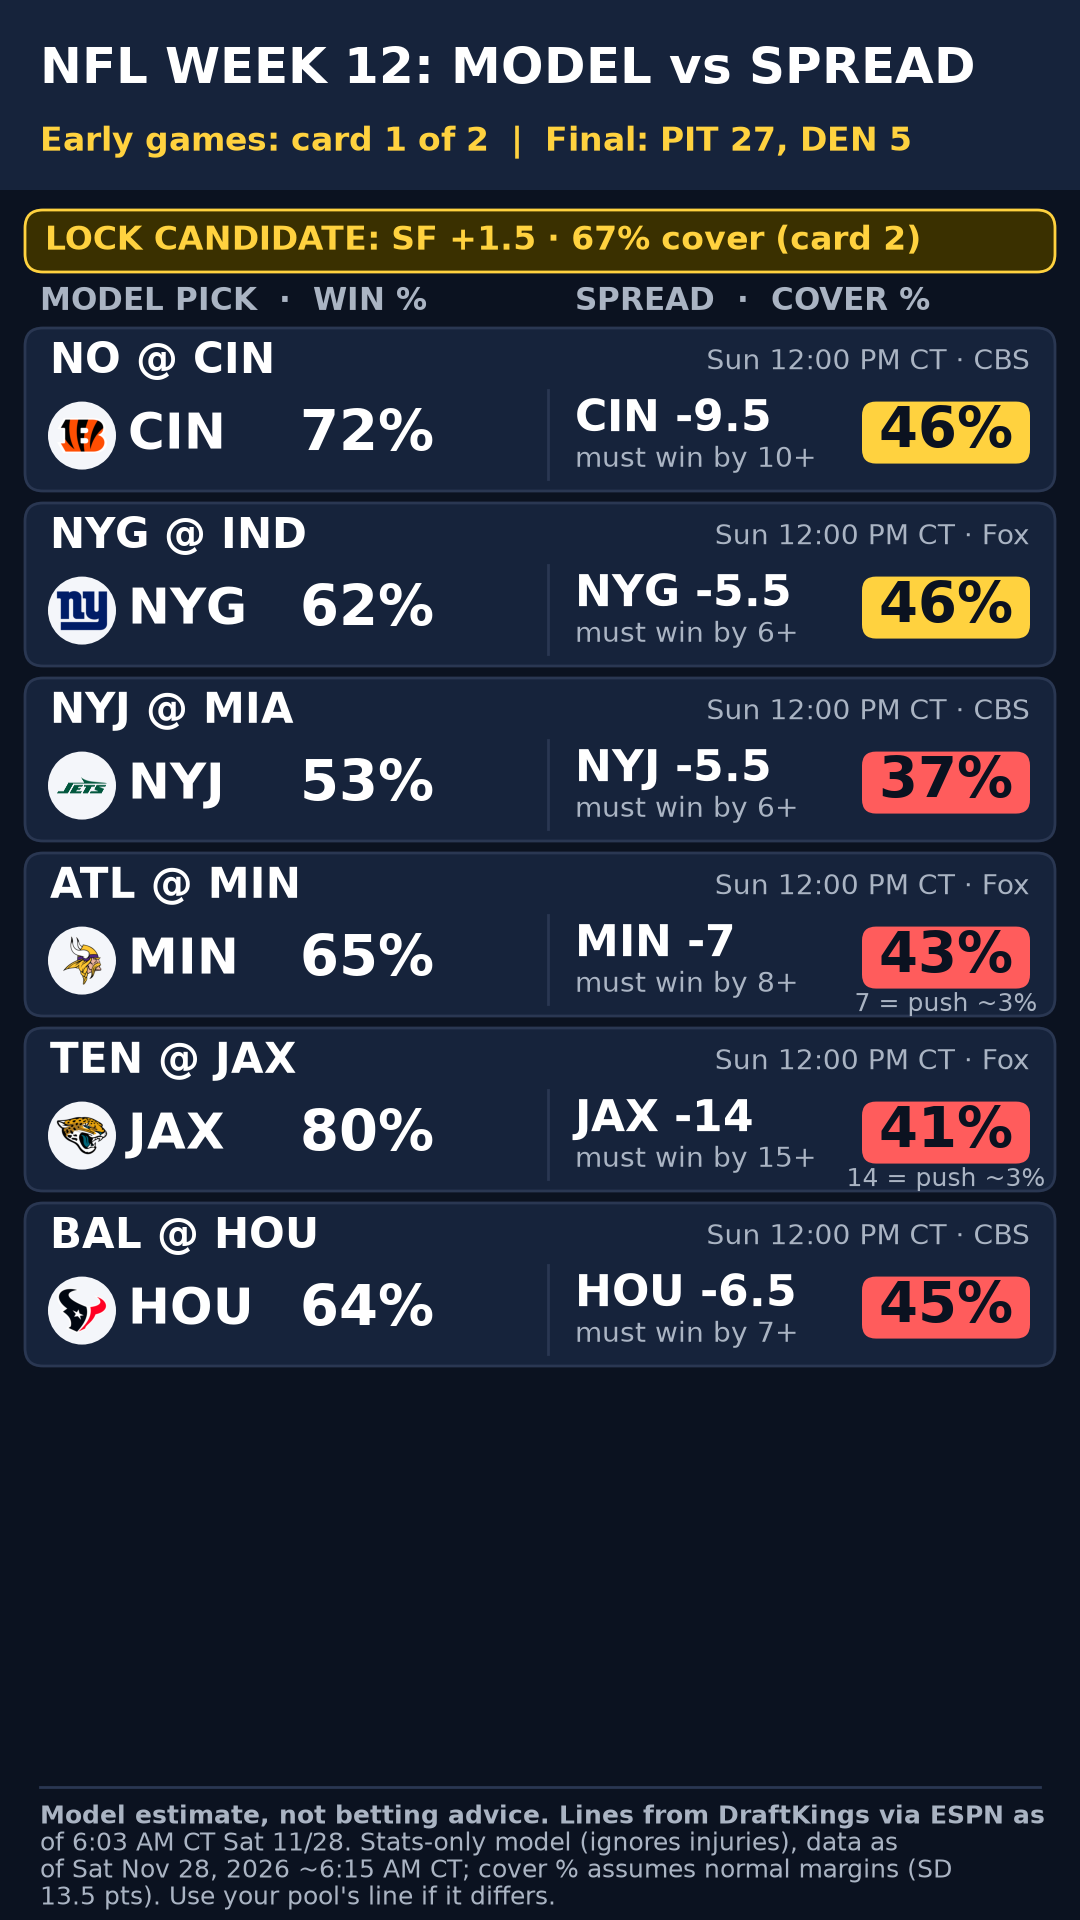 NFL WEEK 12: MODEL vs SPREAD
Early games: card 1 of 2 | Final: PIT 27, DEN 5
LOCK CANDIDATE: SF +1.5 · 67% cover (card 2)
MODEL PICK · WIN % SPREAD · COVER %
NO @ CIN Sun 12:00 PM CT · CBS
CIN 72% CIN -9.5 46%
must win by 10+
NYG @ IND Sun 12:00 PM CT · Fox
ny NYG 62% NYG -5.5 46%
must win by 6+
NYJ @ MIA Sun 12:00 PM CT · CBS
JETS NYJ 53% NYJ -5.5 37%
must win by 6+
ATL @ MIN Sun 12:00 PM CT · Fox
MIN 65% MIN -7 43%
must win by 8+
7 = push ~3%
TEN @ JAX Sun 12:00 PM CT · Fox
JAX 80% JAX -14 41%
must win by 15+
14 = push ~3%
BAL @ HOU Sun 12:00 PM CT · CBS
HOU 64% HOU -6.5 45%
must win by 7+
Model estimate, not betting advice. Lines from DraftKings via ESPN as
of 6:03 AM CT Sat 11/28. Stats-only model (ignores injuries), data as
of Sat Nov 28, 2026 ~6:15 AM CT; cover % assumes normal margins (SD
13.5 pts). Use your pool's line if it differs.